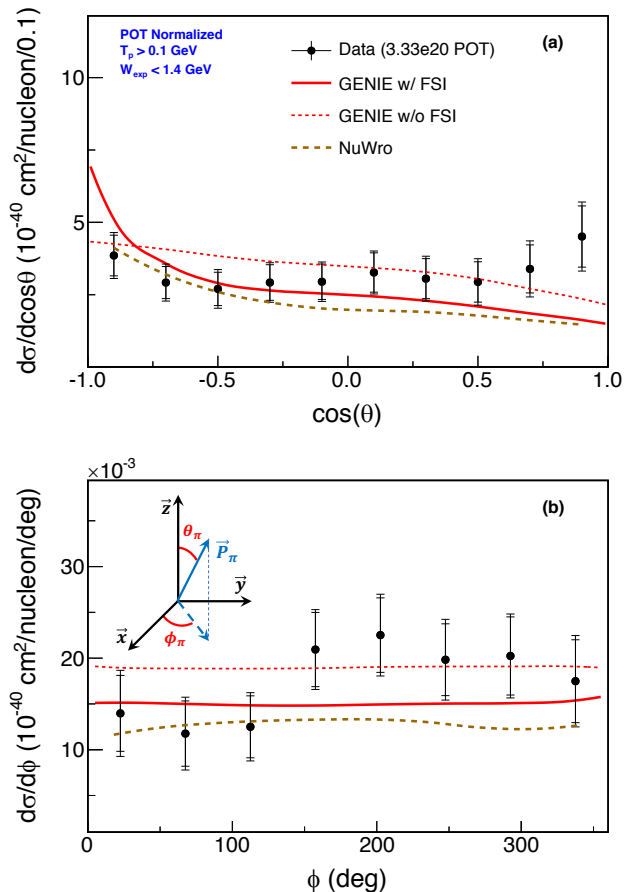 POT Normalized
T_p > 0.1 GeV
W_exp < 1.4 GeV
(a)
Data (3.33e20 POT)
GENIE w/ FSI
GENIE w/o FSI
NuWro
dσ/dcosθ (10⁻⁴⁰ cm²/nucleon/0.1)
10
5
-1.0 -0.5 0.0 0.5 1.0
cos(θ)
×10⁻³
(b)
z⃗
θ_π
P⃗_π
y⃗
x⃗
ϕ_π
dσ/dϕ (10⁻⁴⁰ cm²/nucleon/deg)
30
20
10
0 100 200 300
ϕ (deg)